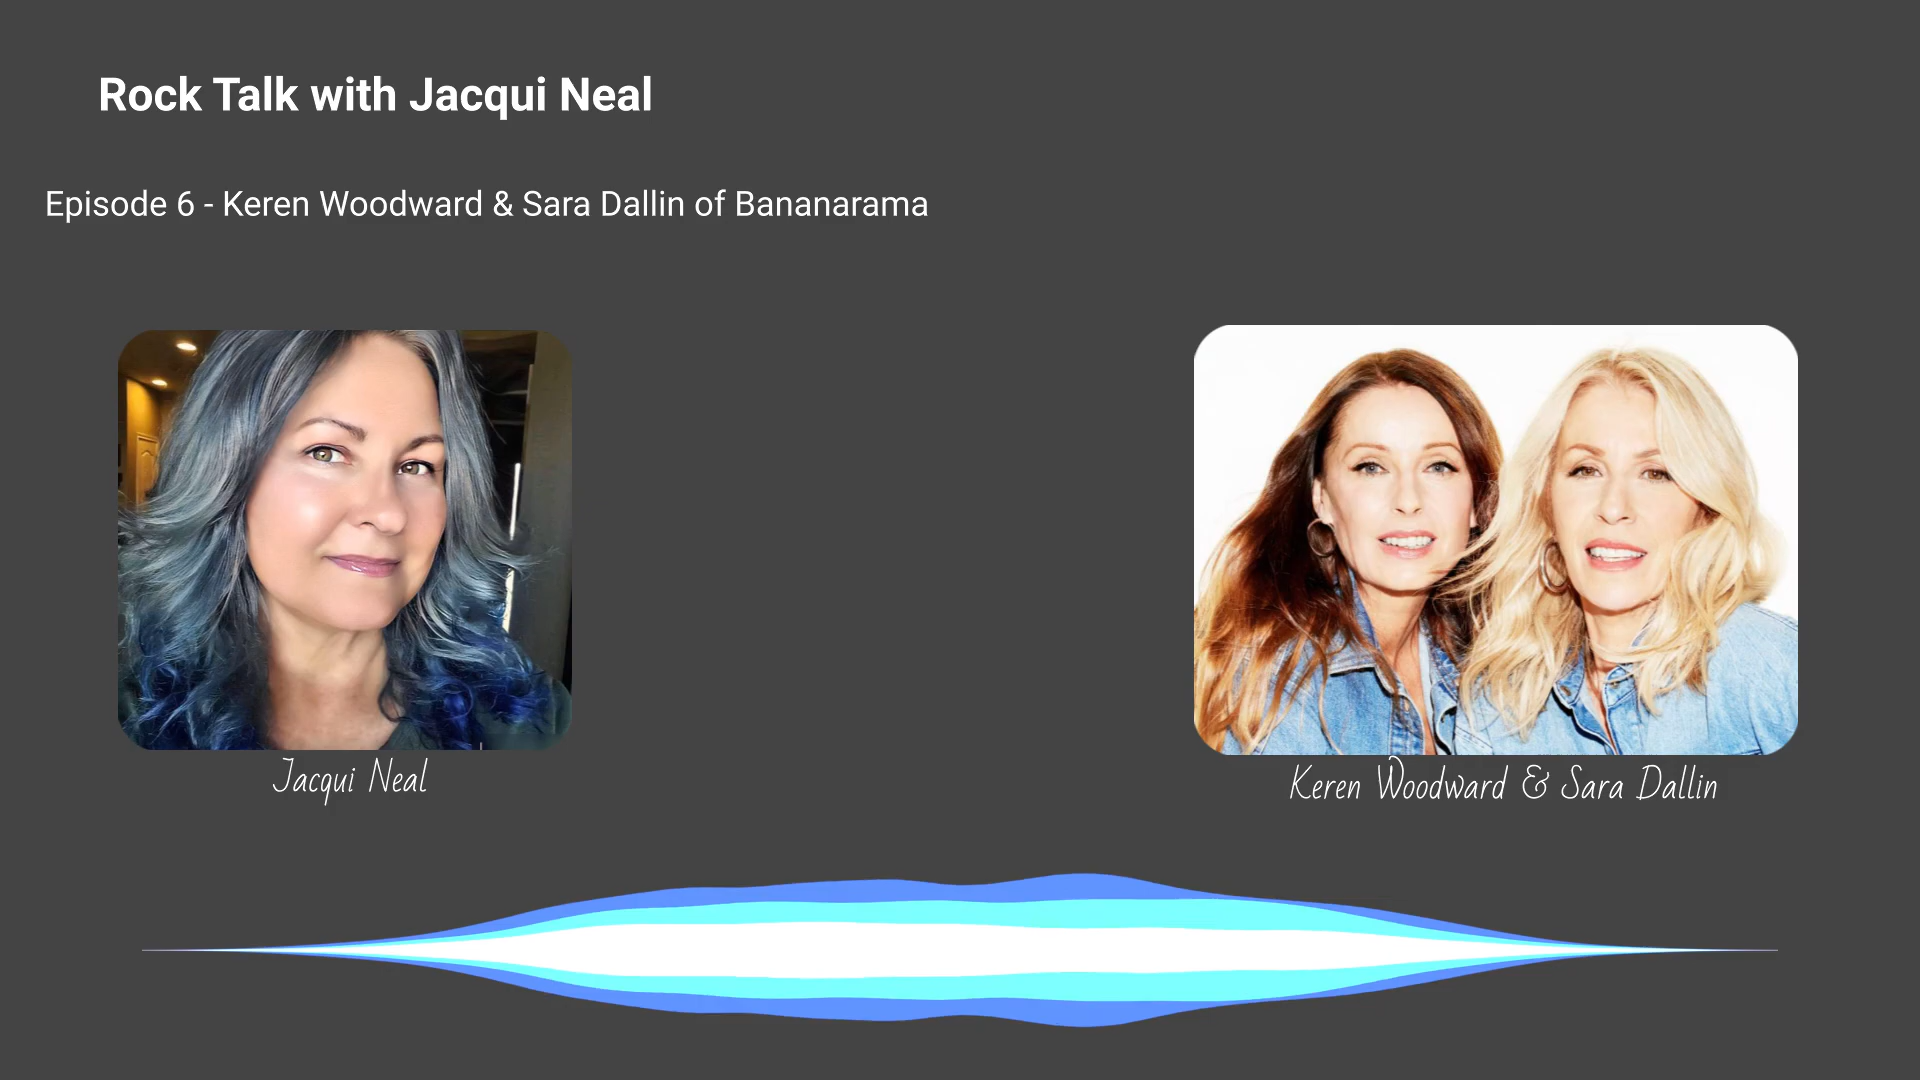 Rock Talk with Jacqui Neal
Episode 6 - Keren Woodward & Sara Dallin of Bananarama
Jacqui Neal
Keren Woodward & Sara Dallin